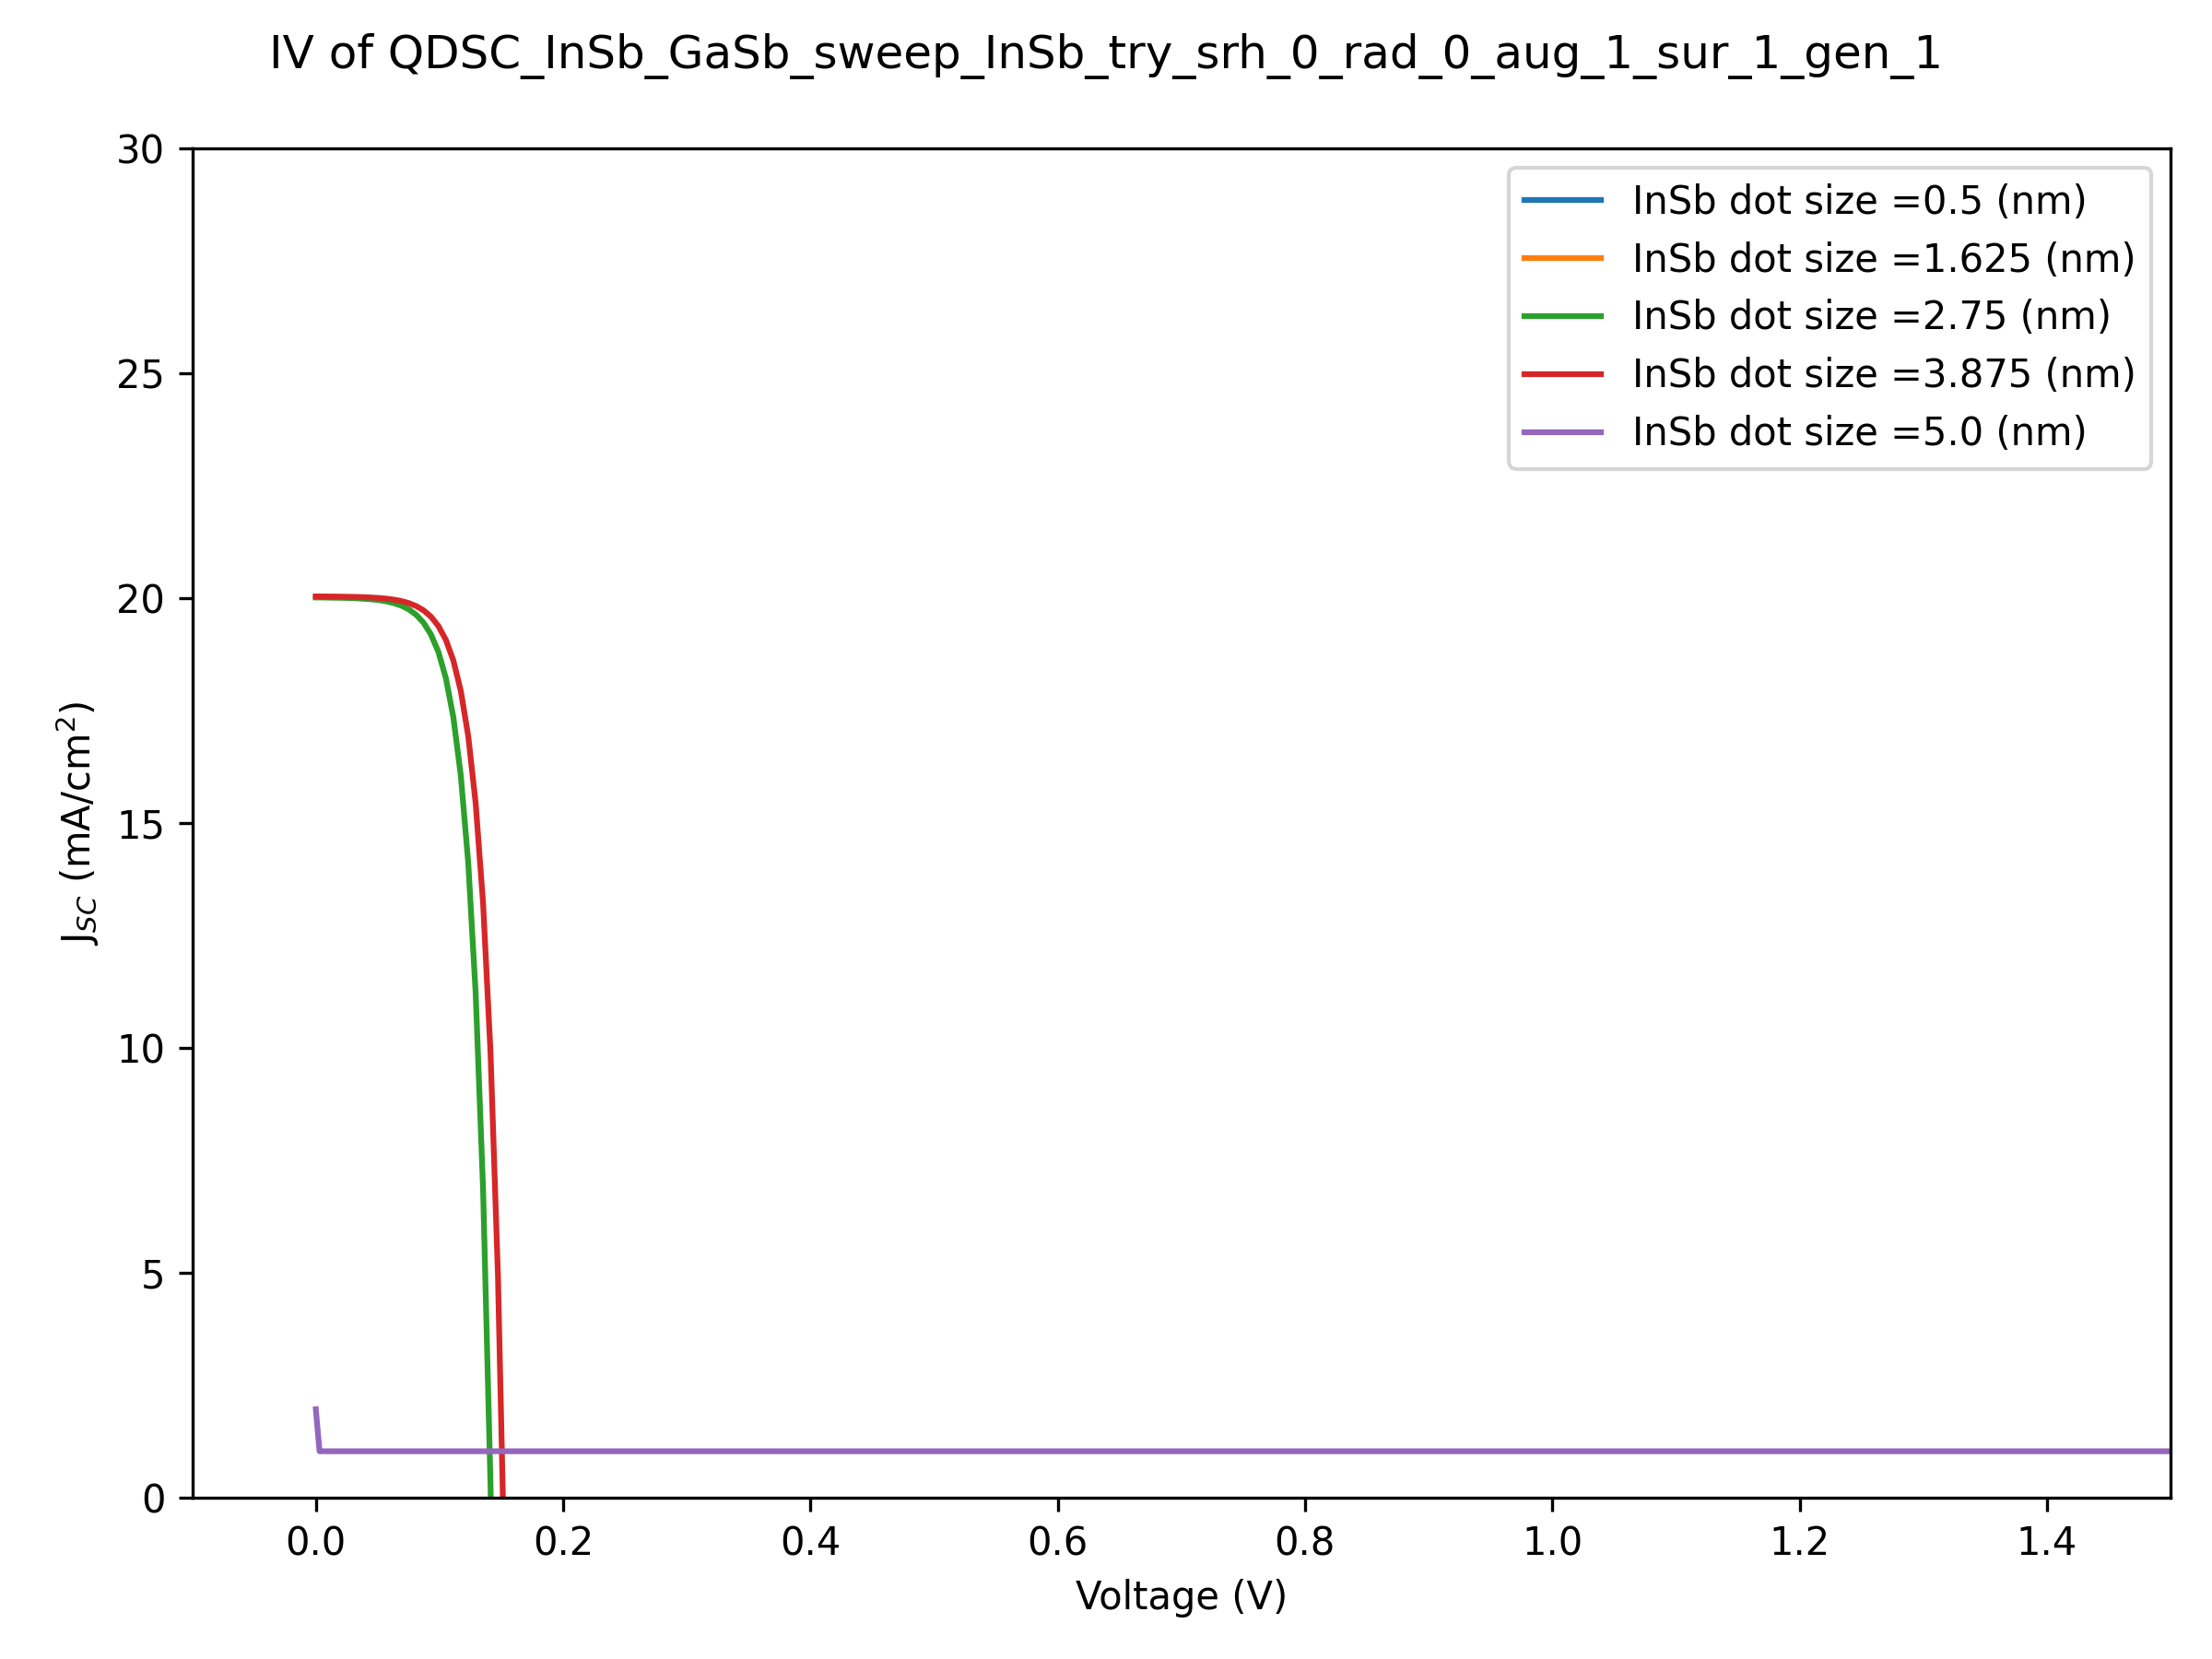 IV of QDSC_InSb_GaSb_sweep_InSb_try_srh_0_rad_0_aug_1_sur_1_gen_1
30
25
20
15
10
5
0
J_SC (mA/cm²)
InSb dot size =0.5 (nm)
InSb dot size =1.625 (nm)
InSb dot size =2.75 (nm)
InSb dot size =3.875 (nm)
InSb dot size =5.0 (nm)
0.0 0.2 0.4 0.6 0.8 1.0 1.2 1.4
Voltage (V)